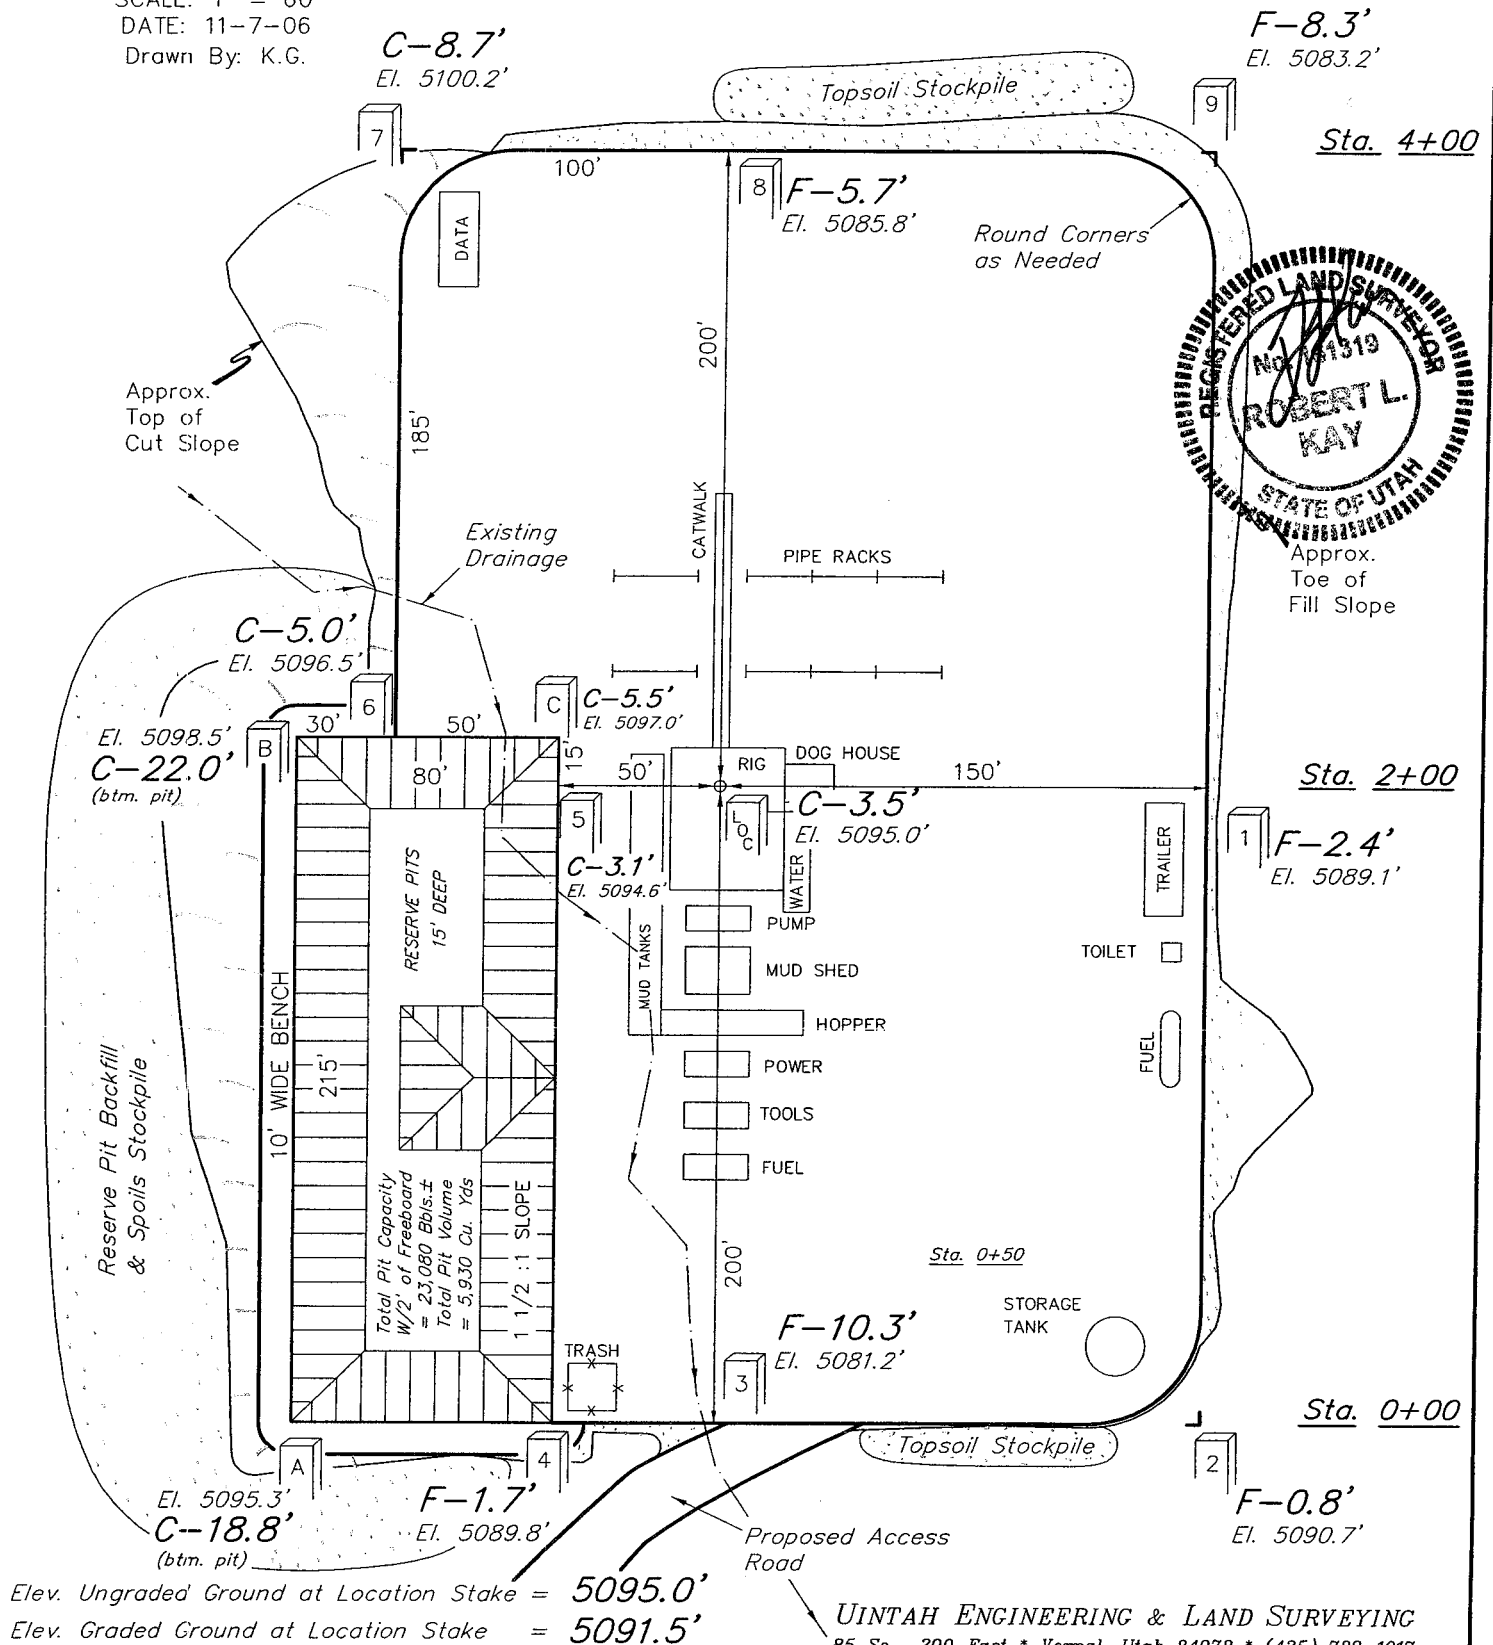 DATE: 11-7-06
Drawn By: K.G.
C-8.7'
El. 5100.2'
F-8.3'
El. 5083.2'
7
9
Topsoil Stockpile
Sta. 4+00
100'
8
F-5.7'
El. 5085.8'
DATA
Round Corners
as Needed
200'
185'
REGISTERED LAND SURVEYOR
ROBERT L.
KAY
STATE OF UTAH
Approx.
Top of
Cut Slope
Existing
Drainage
CATWALK
PIPE RACKS
Approx.
Toe of
Fill Slope
C-5.0'
El. 5096.5'
6
C
C-5.5'
El. 5097.0'
El. 5098.5'
B
C-22.0'
(btm. pit)
30'
50'
80'
15'
50'
RIG
DOG HOUSE
150'
Sta. 2+00
5
LOC
C-3.5'
El. 5095.0'
C-3.1'
El. 5094.6'
1
F-2.4'
El. 5089.1'
TRAILER
WATER
RESERVE PITS
15' DEEP
PUMP
MUD TANKS
MUD SHED
TOILET
HOPPER
FUEL
POWER
TOOLS
FUEL
10' WIDE BENCH
215'
Reserve Pit Backfill
& Spoils Stockpile
Total Pit Capacity
W/2' of Freeboard
= 23,080 Bbls.±
Total Pit Volume
= 5,930 Cu. Yds
1 1/2 :1 SLOPE
200'
Sta. 0+50
STORAGE
TANK
F-10.3'
El. 5081.2'
3
TRASH
Sta. 0+00
Topsoil Stockpile
A
4
2
El. 5095.3'
C-18.8'
(btm. pit)
F-1.7'
El. 5089.8'
F-0.8'
El. 5090.7'
Proposed Access
Road
Elev. Ungraded Ground at Location Stake = 5095.0'
Elev. Graded Ground at Location Stake = 5091.5'
UINTAH ENGINEERING & LAND SURVEYING